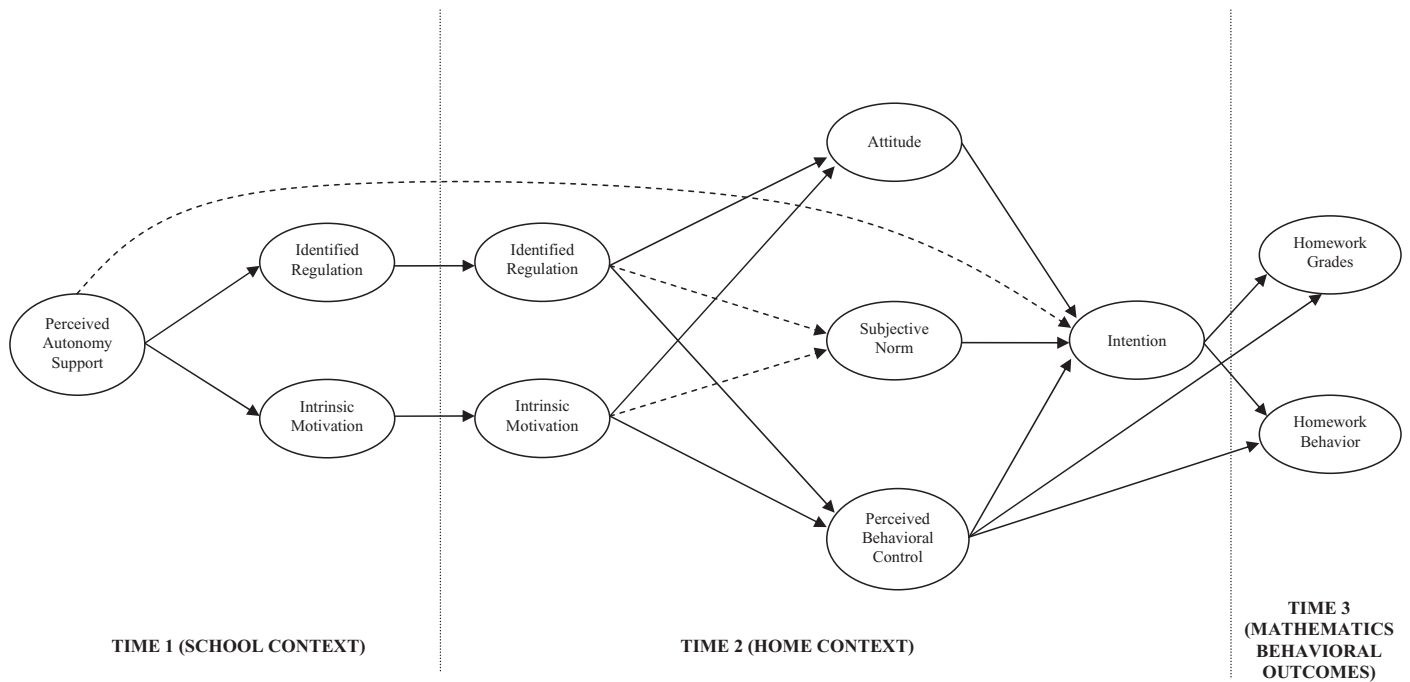 Perceived
Autonomy
Support
Identified
Regulation
Intrinsic
Motivation
Identified
Regulation
Intrinsic
Motivation
Attitude
Subjective
Norm
Perceived
Behavioral
Control
Intention
Homework
Grades
Homework
Behavior
TIME 1 (SCHOOL CONTEXT)
TIME 2 (HOME CONTEXT)
TIME 3
(MATHEMATICS
BEHAVIORAL
OUTCOMES)